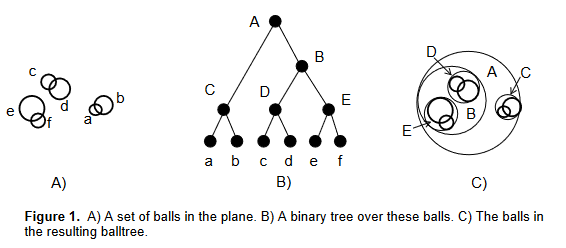 c
e
d
f
a
b
A)
A
B
C
D
E
a b c d e f
B)
D
A
C
B
E
C)
Figure 1. A) A set of balls in the plane. B) A binary tree over these balls. C) The balls in
the resulting balltree.